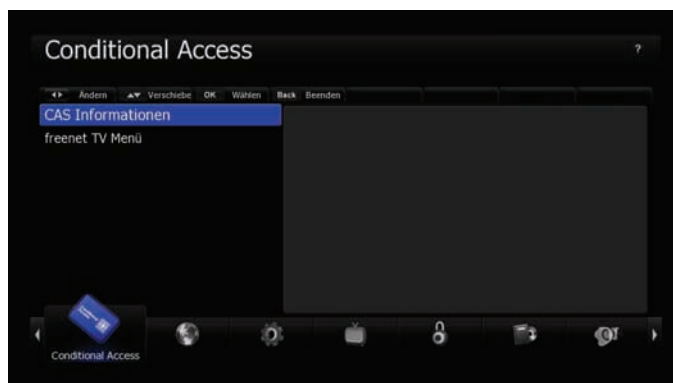 Conditional Access
?
Ändern Verschiebe OK Wählen Back Beenden
CAS Informationen
freenet TV Menü
Conditional Access